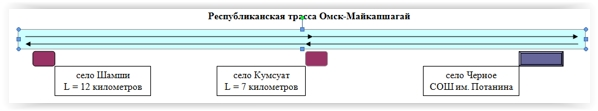 Республиканская трасса Омск-Майкапшагай
село Шамши
L = 12 километров
село Кумсуат
L = 7 километров
село Черное
СОШ им. Потанина